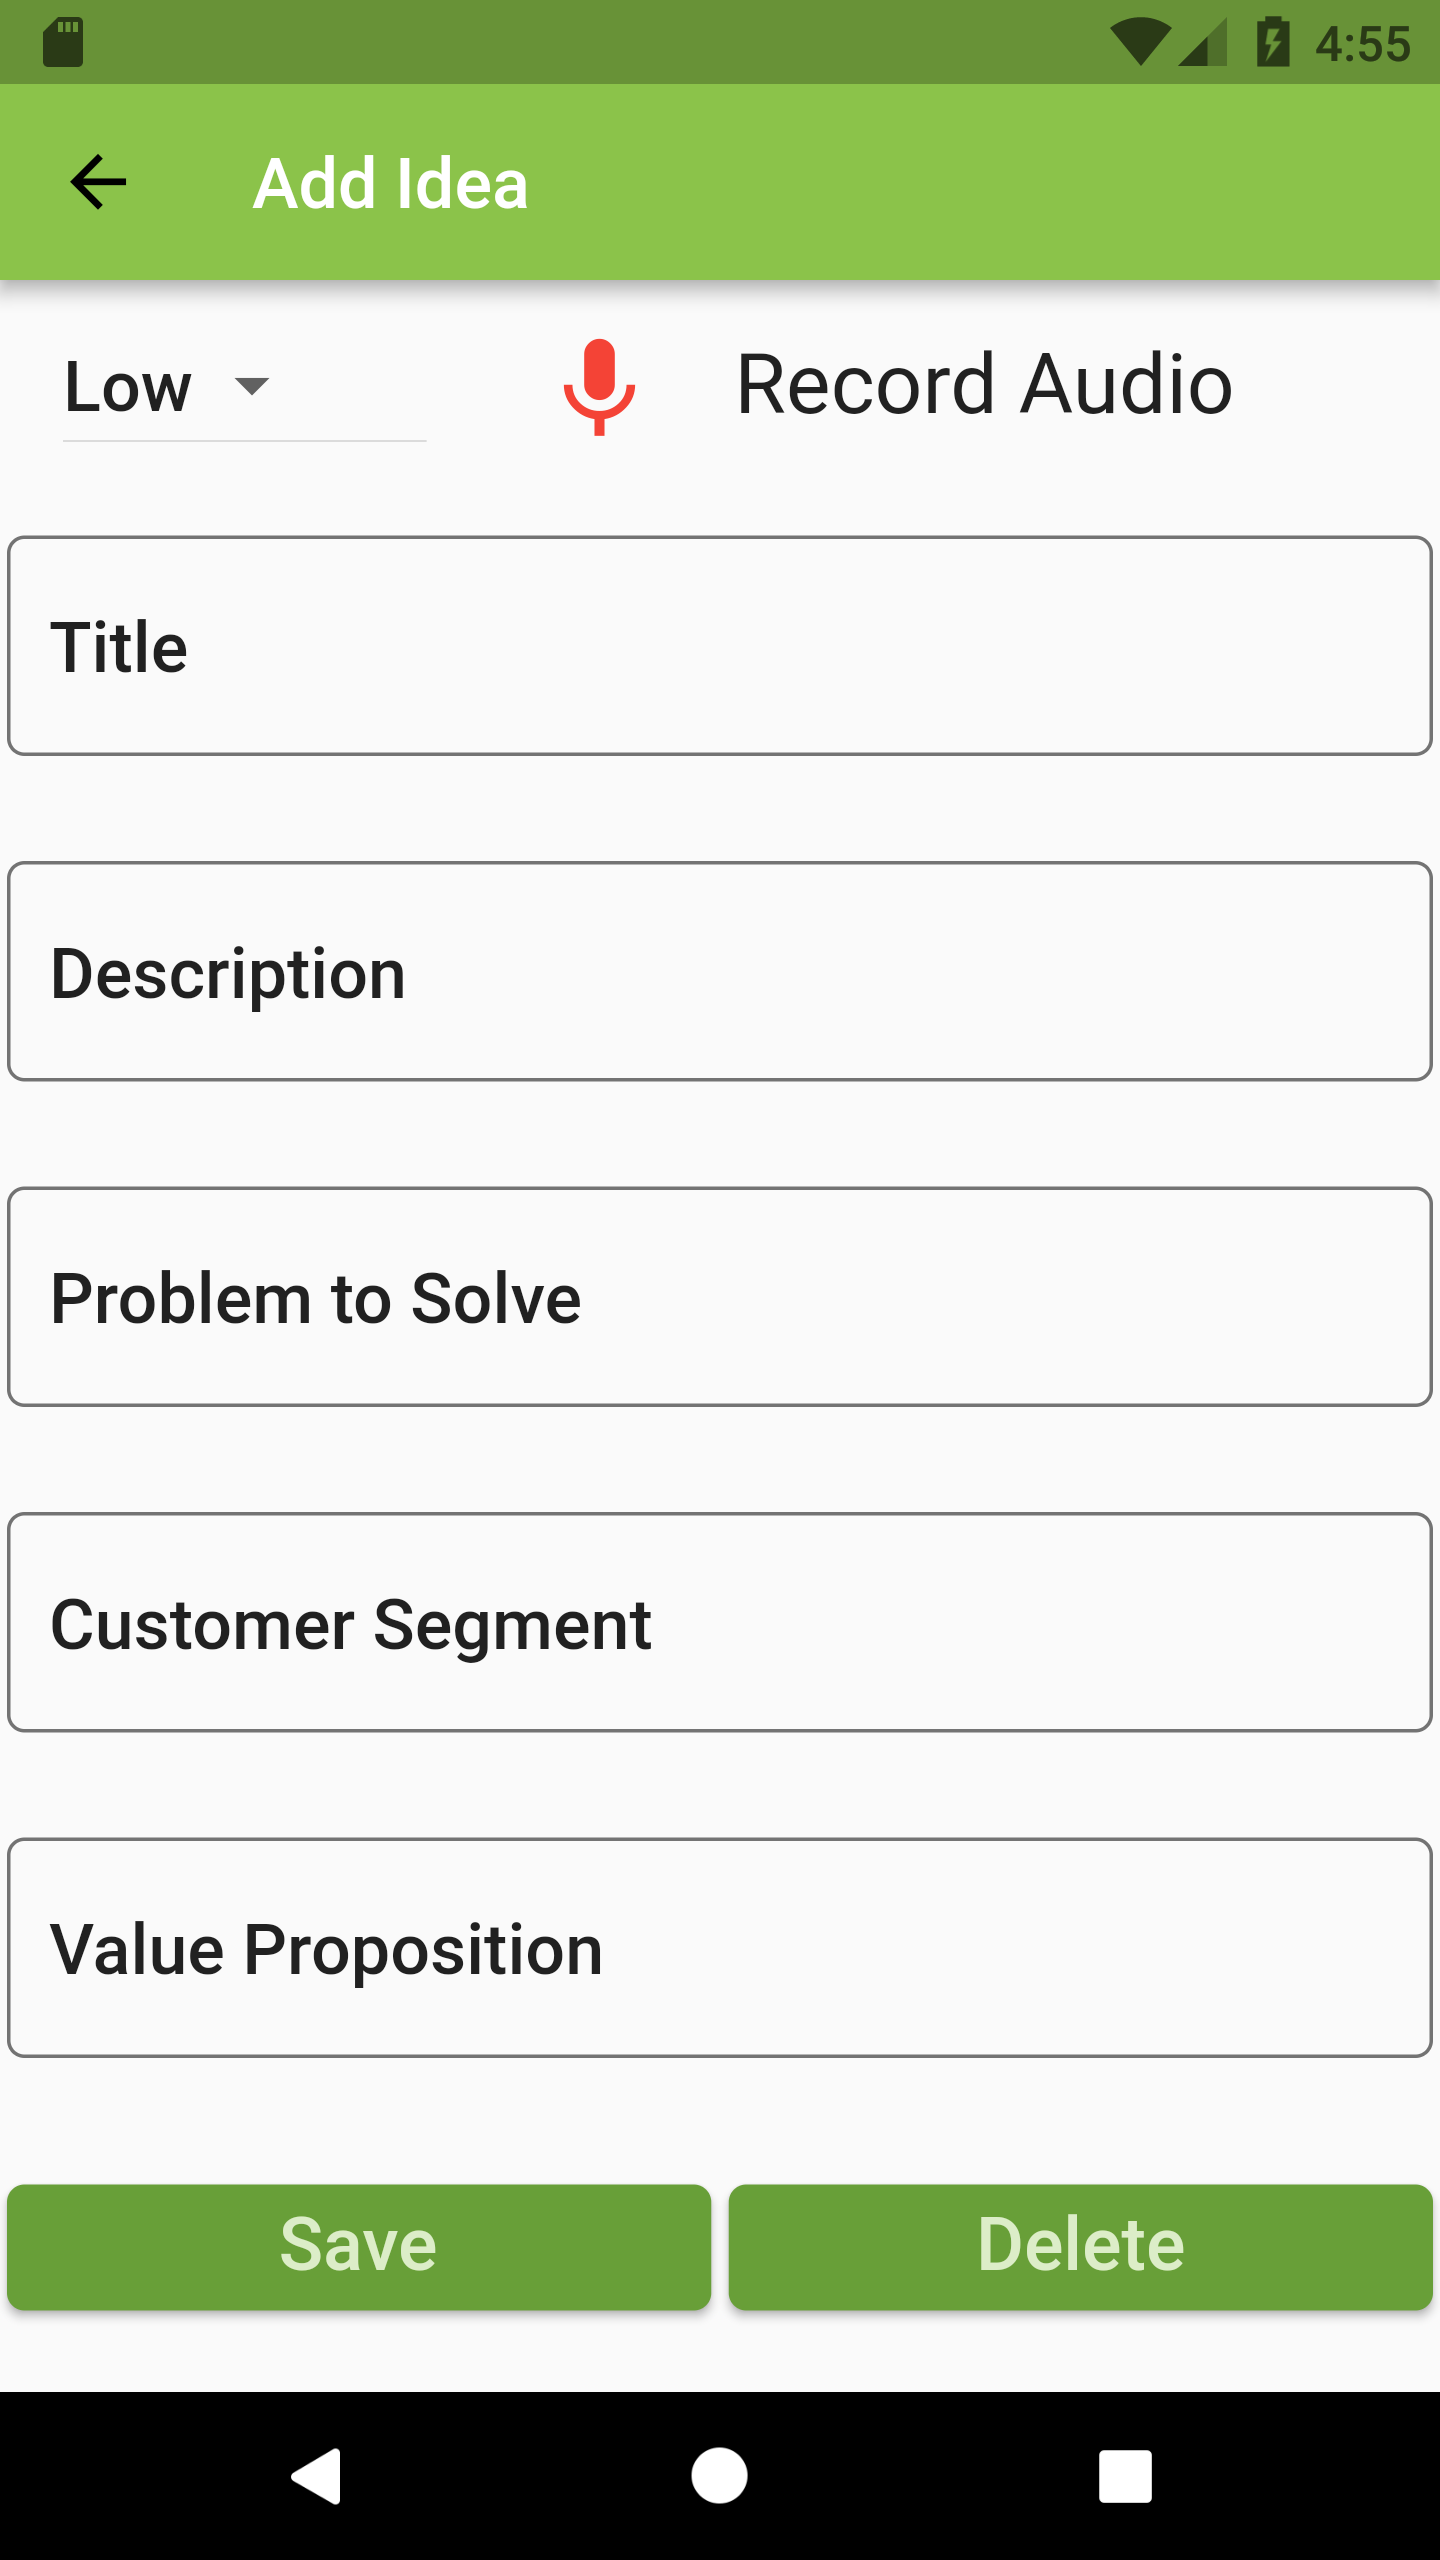 4:55
Add Idea
Low
Record Audio
Title
Description
Problem to Solve
Customer Segment
Value Proposition
Save
Delete